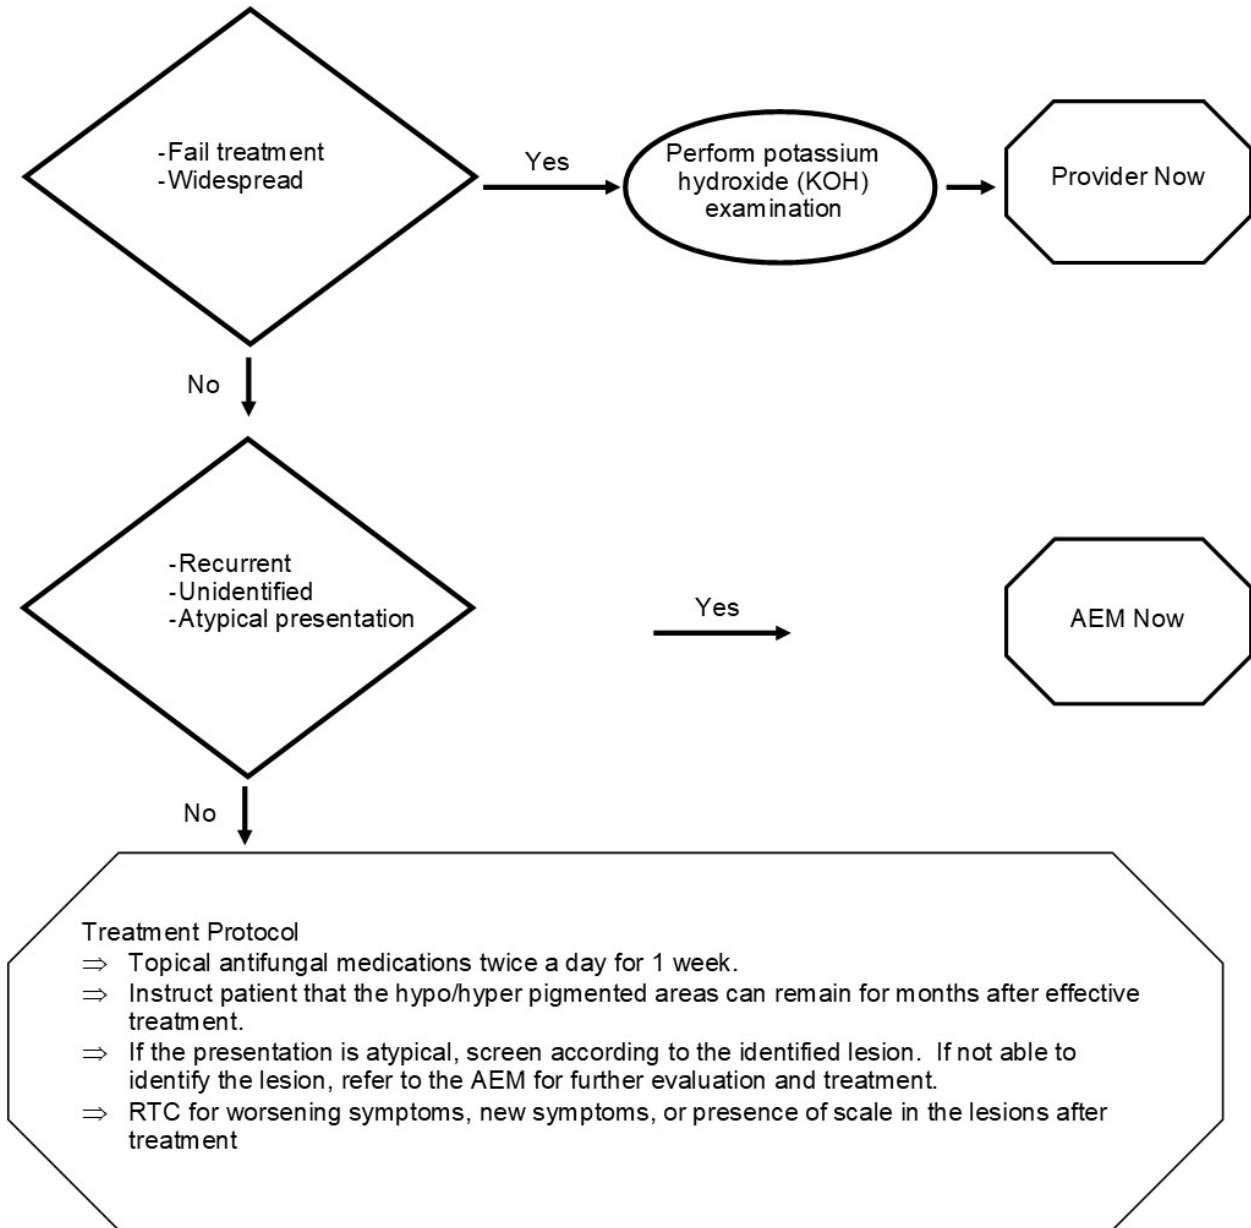 -Fail treatment
-Widespread
Yes
Perform potassium
hydroxide (KOH)
examination
Provider Now
No
-Recurrent
-Unidentified
-Atypical presentation
Yes
AEM Now
No
Treatment Protocol
⇒ Topical antifungal medications twice a day for 1 week.
⇒ Instruct patient that the hypo/hyper pigmented areas can remain for months after effective
treatment.
⇒ If the presentation is atypical, screen according to the identified lesion.  If not able to
identify the lesion, refer to the AEM for further evaluation and treatment.
⇒ RTC for worsening symptoms, new symptoms, or presence of scale in the lesions after
treatment